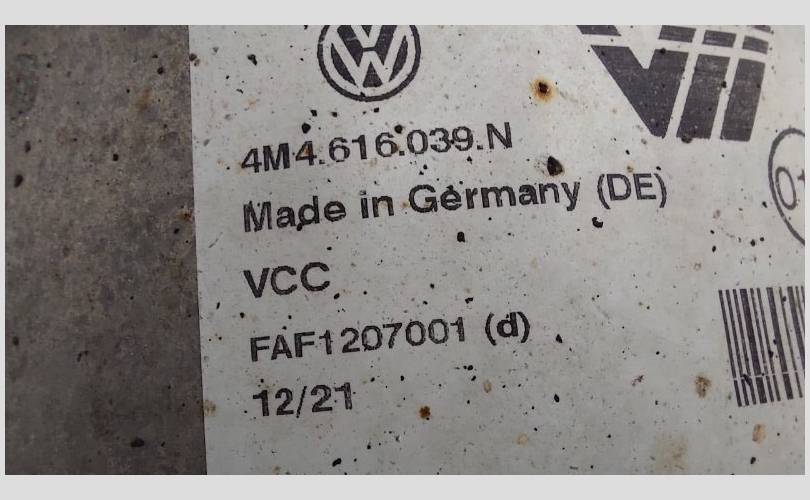 4M4.616.039.N
Made in Germany (DE)
VCC
FAF1207001 (d)
12/21